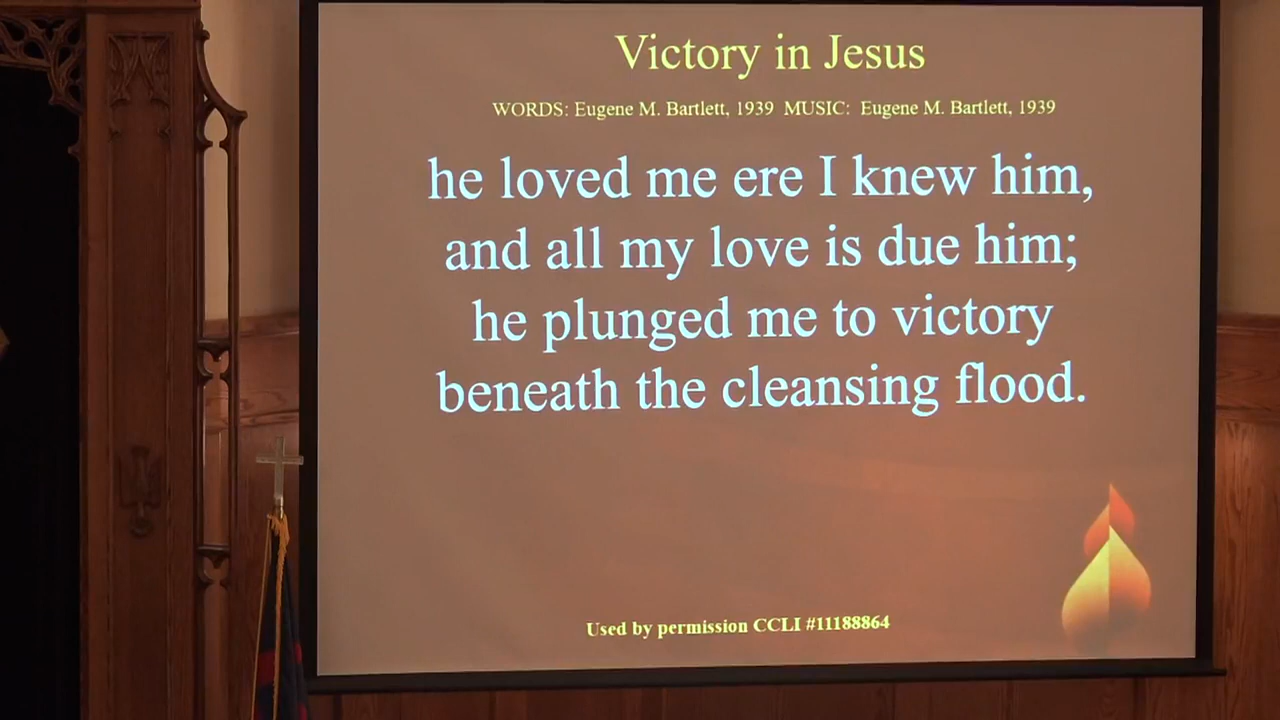 Victory in Jesus
WORDS: Eugene M. Bartlett, 1939 MUSIC: Eugene M. Bartlett, 1939
he loved me ere I knew him,
and all my love is due him;
he plunged me to victory
beneath the cleansing flood.
Used by permission CCLI #11188864